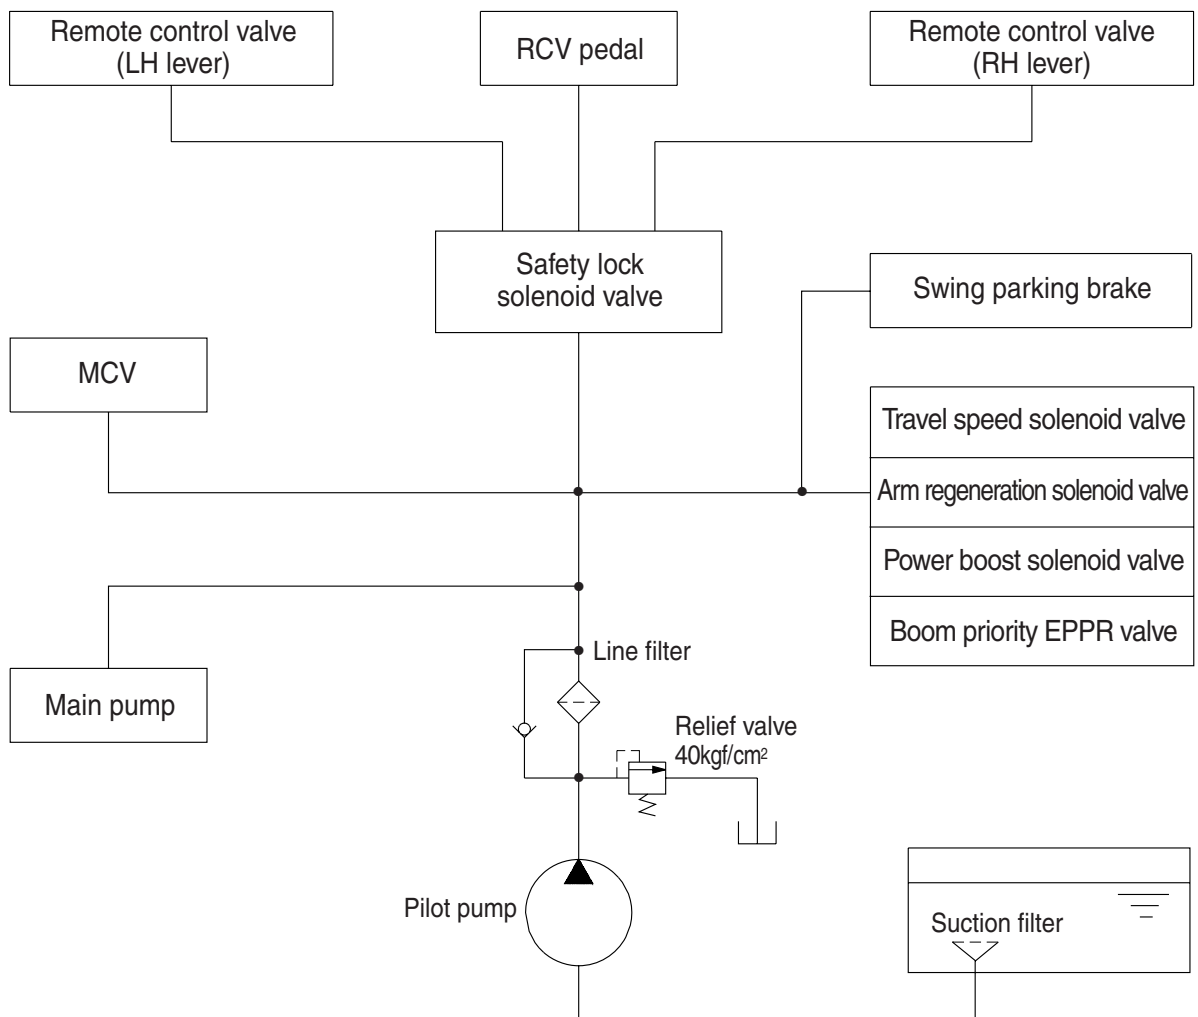 Remote control valve
(LH lever)
RCV pedal
Remote control valve
(RH lever)
Safety lock
solenoid valve
Swing parking brake
MCV
Travel speed solenoid valve
Arm regeneration solenoid valve
Power boost solenoid valve
Boom priority EPPR valve
Line filter
Main pump
Relief valve
40kgf/cm²
Pilot pump
Suction filter